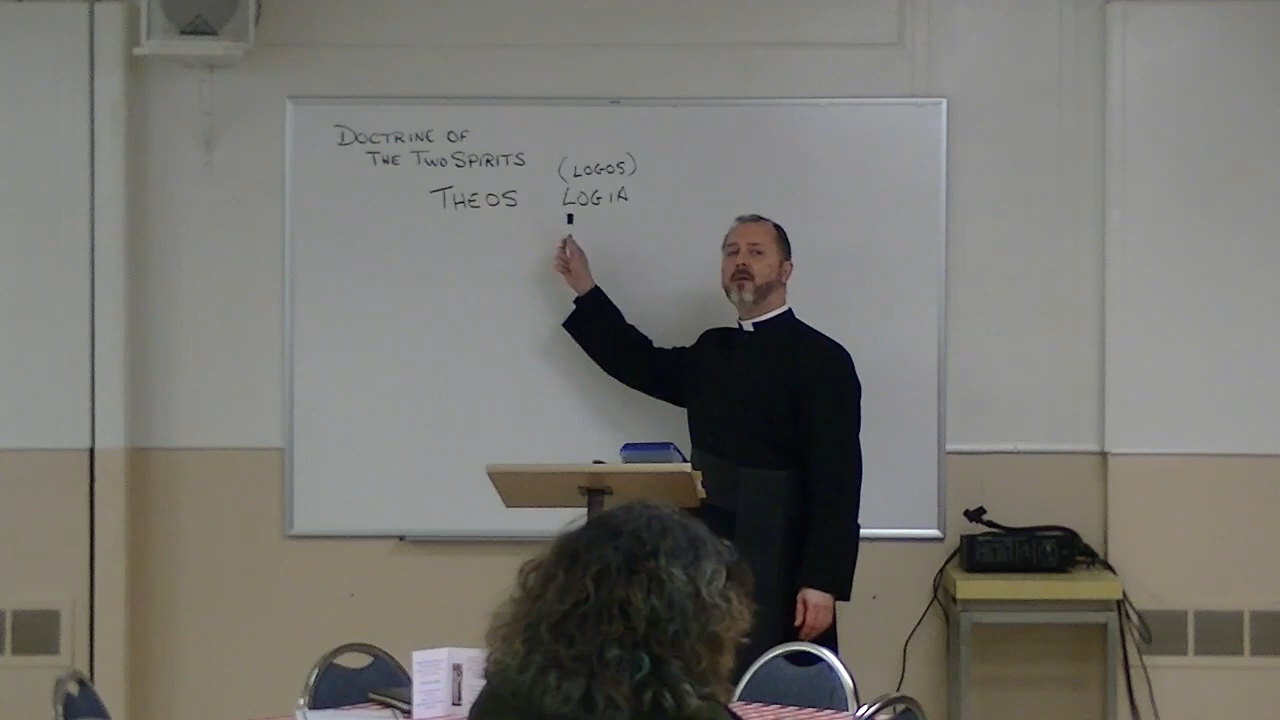 DOCTRINE OF
THE TWO SPIRITS
(LOGOS)
THEOS LOGIA